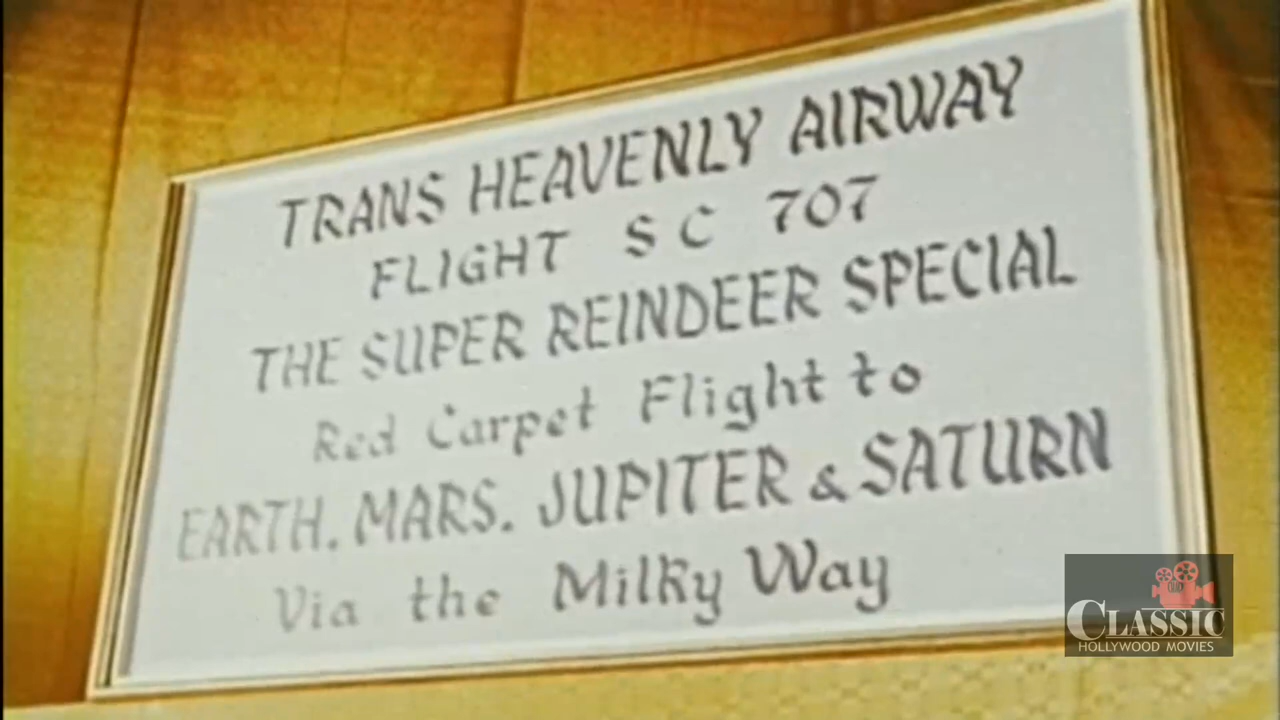 TRANS HEAVENLY AIRWAY
FLIGHT SC 707
THE SUPER REINDEER SPECIAL
Red Carpet Flight to
EARTH. MARS. JUPITER & SATURN
Via the Milky Way
CLASSIC
HOLLYWOOD MOVIES